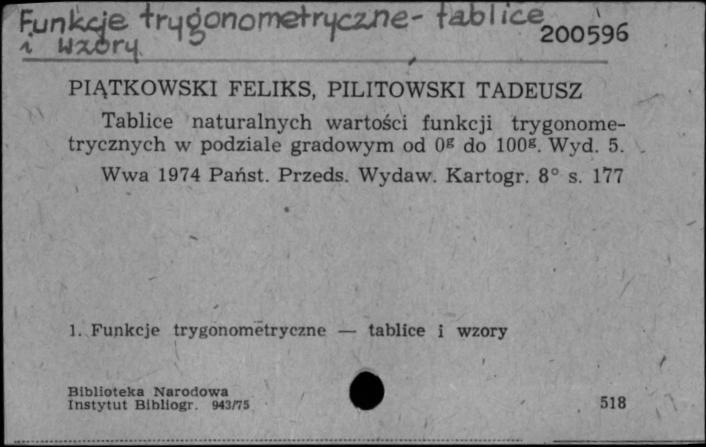 Funkcje trygonometryczne - tablice
i wzory
200596
PIĄTKOWSKI FELIKS, PILITOWSKI TADEUSZ
Tablice naturalnych wartości funkcji trygonome-
trycznych w podziale gradowym od 0ᵍ do 100ᵍ. Wyd. 5.
Wwa 1974 Państ. Przeds. Wydaw. Kartogr. 8° s. 177
1. Funkcje trygonometryczne — tablice i wzory
Biblioteka Narodowa
Instytut Bibliogr. 943/75
518